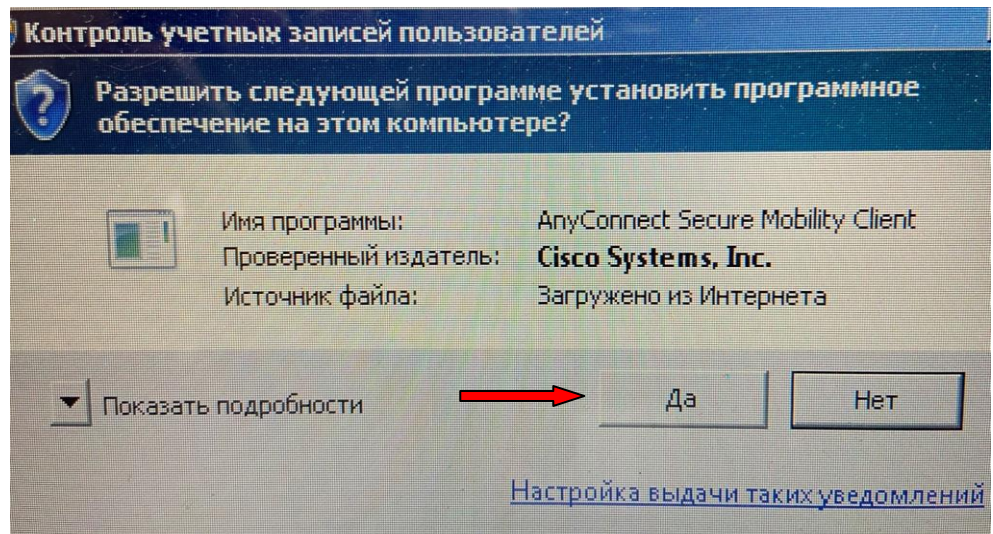 Контроль учетных записей пользователей
Разрешить следующей программе установить программное
обеспечение на этом компьютере?
Имя программы: AnyConnect Secure Mobility Client
Проверенный издатель: Cisco Systems, Inc.
Источник файла: Загружено из Интернета
Показать подробности Да Нет
Настройка выдачи таких уведомлений